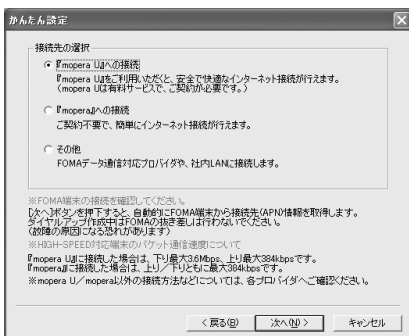 かんたん設定
接続先の選択
『mopera U』への接続
『mopera U』をご利用いただくと、安全で快適なインターネット接続が行えます。
(mopera Uは有料サービスで、ご契約が必要です。)
『mopera』への接続
ご契約不要で、簡単にインターネット接続が行えます。
その他
FOMAデータ通信対応プロバイダや、社内LANに接続します。
※FOMA端末の接続を確認してください。
[次へ]ボタンを押下すると、自動的にFOMA端末から接続先(APN)情報を取得します。
ダイヤルアップ作成中はFOMAの抜き差しは行わないでください。
(故障の原因になる恐れがあります)
※HIGH-SPEED対応端末のパケット通信速度について
『mopera U』に接続した場合は、下り最大3.6Mbps、上り最大384kbpsです。
『mopera』に接続した場合は、上り/下りともに最大384kbpsです。
※mopera U/mopera以外の接続方法などについては、各プロバイダへご確認ください。
< 戻る(B)
次へ(N) >
キャンセル